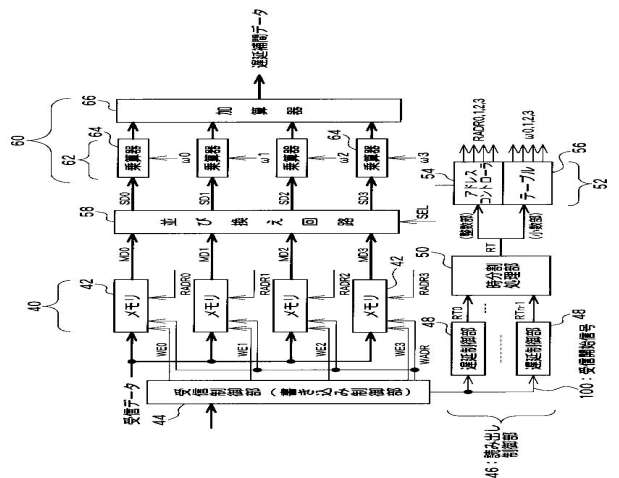 受信データ
44
受信制御部(書き込み制御部)
40
42
メモリ
メモリ
メモリ
メモリ
42
WE0
WE1
WE2
WE3
WADR
RADR0
RADR1
RADR2
RADR3
MD0
MD1
MD2
MD3
58
並び換え回路
SEL
SD0
SD1
SD2
SD3
60
62
64
乗算器
乗算器
乗算器
64
乗算器
ω0
ω1
ω2
ω3
66
加算器
遅延補間データ
46:読み出し制御部
48
遅延制御部
遅延制御部
48
100:受信開始信号
RT0
RTn-1
50
時分割処理部
RT
(整数部)
(小数部)
54
アドレスコントローラ
テーブル
56
52
RADR0,1,2,3
ω0,1,2,3